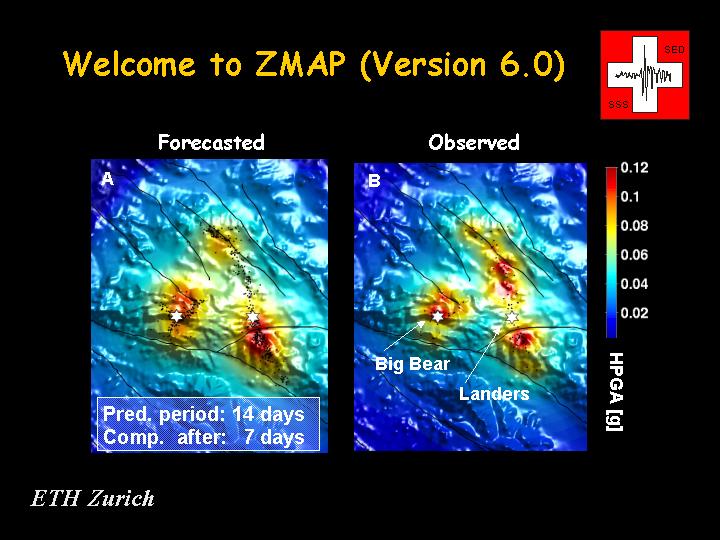 Welcome to ZMAP (Version 6.0)
SED
SSS
Forecasted
Observed
A
B
0.12
0.1
0.08
0.06
0.04
0.02
HPGA [g]
Big Bear
Landers
Pred. period: 14 days
Comp. after: 7 days
ETH Zurich